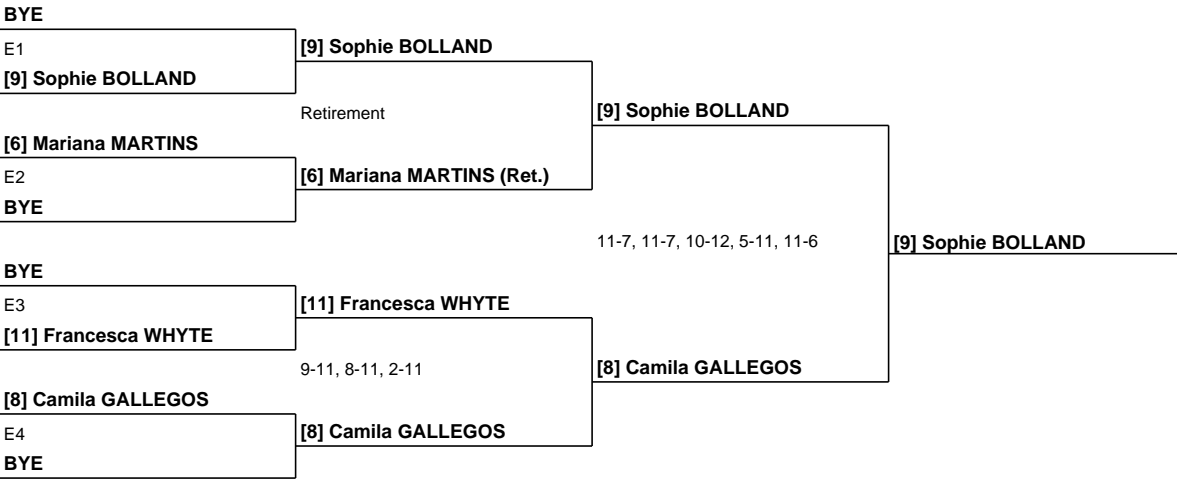 BYE
E1
[9] Sophie BOLLAND
[6] Mariana MARTINS
E2
BYE
BYE
E3
[11] Francesca WHYTE
[8] Camila GALLEGOS
E4
BYE
[9] Sophie BOLLAND
Retirement
[6] Mariana MARTINS (Ret.)
[11] Francesca WHYTE
9-11, 8-11, 2-11
[8] Camila GALLEGOS
[9] Sophie BOLLAND
11-7, 11-7, 10-12, 5-11, 11-6
[8] Camila GALLEGOS
[9] Sophie BOLLAND